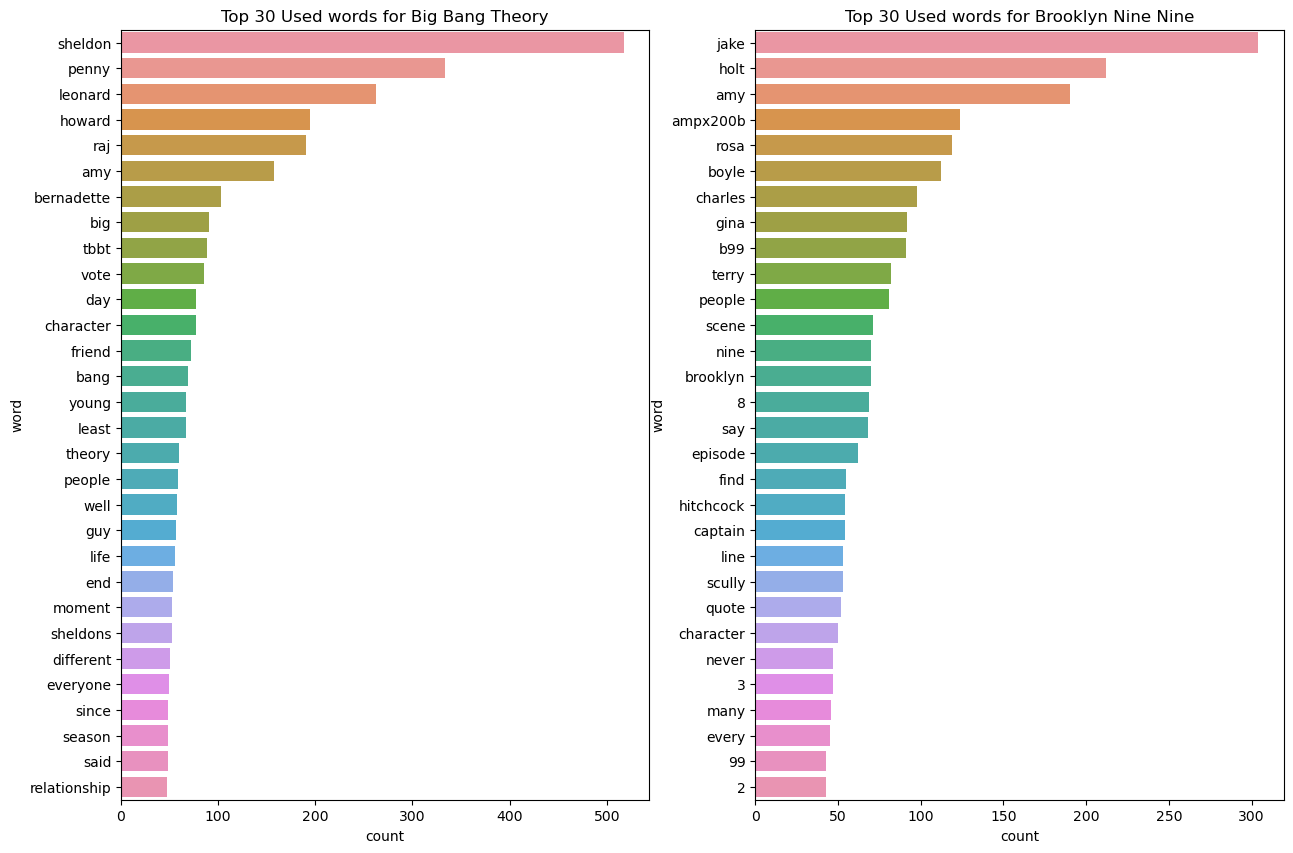 Top 30 Used words for Big Bang Theory
word
sheldon
penny
leonard
howard
raj
amy
bernadette
big
tbbt
vote
day
character
friend
bang
young
least
theory
people
well
guy
life
end
moment
sheldons
different
everyone
since
season
said
relationship
0 100 200 300 400 500
count
Top 30 Used words for Brooklyn Nine Nine
word
jake
holt
amy
ampx200b
rosa
boyle
charles
gina
b99
terry
people
scene
nine
brooklyn
8
say
episode
find
hitchcock
captain
line
scully
quote
character
never
3
many
every
99
2
0 50 100 150 200 250 300
count